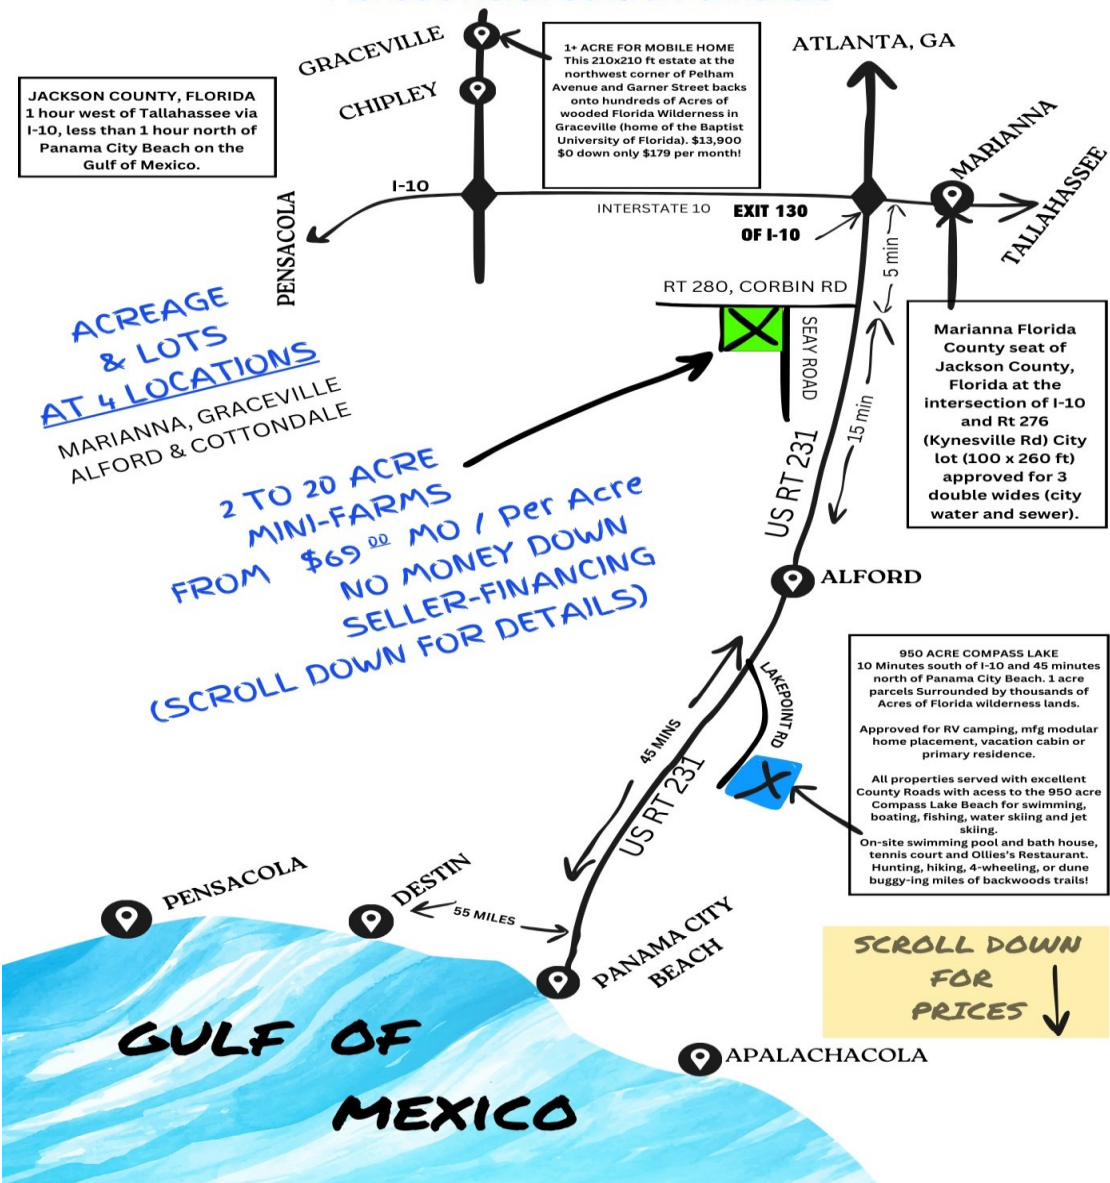 GRACEVILLE
CHIPLEY
1+ ACRE FOR MOBILE HOME
This 210x210 ft estate at the
northwest corner of Pelham
Avenue and Garner Street backs
onto hundreds of Acres of
wooded Florida Wilderness in
Graceville (home of the Baptist
University of Florida). $13,900
$0 down only $179 per month!
ATLANTA, GA
JACKSON COUNTY, FLORIDA
1 hour west of Tallahassee via
I-10, less than 1 hour north of
Panama City Beach on the
Gulf of Mexico.
MARIANNA
TALLAHASSEE
I-10
INTERSTATE 10
EXIT 130
OF I-10
PENSACOLA
5 min
RT 280, CORBIN RD
SEAY ROAD
15 min
US RT 231
ACREAGE
& LOTS
AT 4 LOCATIONS
MARIANNA, GRACEVILLE
ALFORD & COTTONDALE
Marianna Florida
County seat of
Jackson County,
Florida at the
intersection of I-10
and Rt 276
(Kynesville Rd) City
lot (100 x 260 ft)
approved for 3
double wides (city
water and sewer).
2 TO 20 ACRE
MINI-FARMS
FROM $69 00 MO / Per Acre
NO MONEY DOWN
SELLER-FINANCING
(SCROLL DOWN FOR DETAILS)
ALFORD
950 ACRE COMPASS LAKE
10 Minutes south of I-10 and 45 minutes
north of Panama City Beach. 1 acre
parcels Surrounded by thousands of
Acres of Florida wilderness lands.
Approved for RV camping, mfg modular
home placement, vacation cabin or
primary residence.
All properties served with excellent
County Roads with acess to the 950 acre
Compass Lake Beach for swimming,
boating, fishing, water skiing and jet
skiing.
On-site swimming pool and bath house,
tennis court and Ollies's Restaurant.
Hunting, hiking, 4-wheeling, or dune
buggy-ing miles of backwoods trails!
LAKEPOINT RD
45 MINS
US RT 231
PENSACOLA
DESTIN
55 MILES
PANAMA CITY
BEACH
SCROLL DOWN
FOR
PRICES
APALACHACOLA
GULF OF
MEXICO